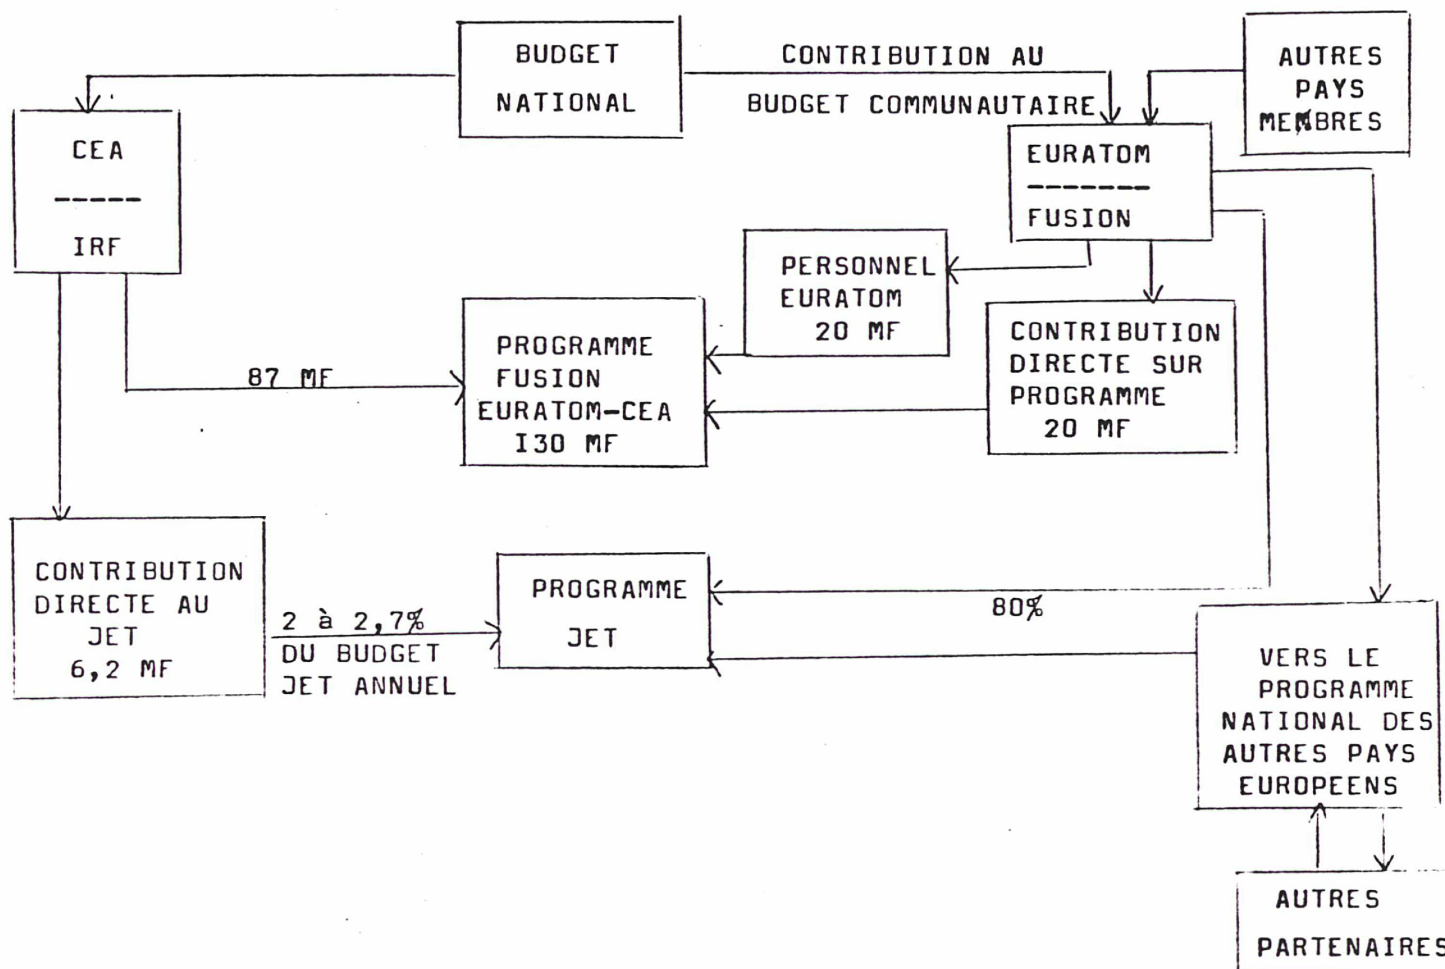 BUDGET
NATIONAL
CONTRIBUTION AU
BUDGET COMMUNAUTAIRE
AUTRES
PAYS
MEMBRES
CEA
-----
IRF
EURATOM
-------
FUSION
PERSONNEL
EURATOM
20 MF
CONTRIBUTION
DIRECTE SUR
PROGRAMME
20 MF
87 MF
PROGRAMME
FUSION
EURATOM-CEA
I30 MF
CONTRIBUTION
DIRECTE AU
JET
6,2 MF
2 à 2,7%
DU BUDGET
JET ANNUEL
PROGRAMME
JET
80%
VERS LE
PROGRAMME
NATIONAL DES
AUTRES PAYS
EUROPEENS
AUTRES
PARTENAIRES